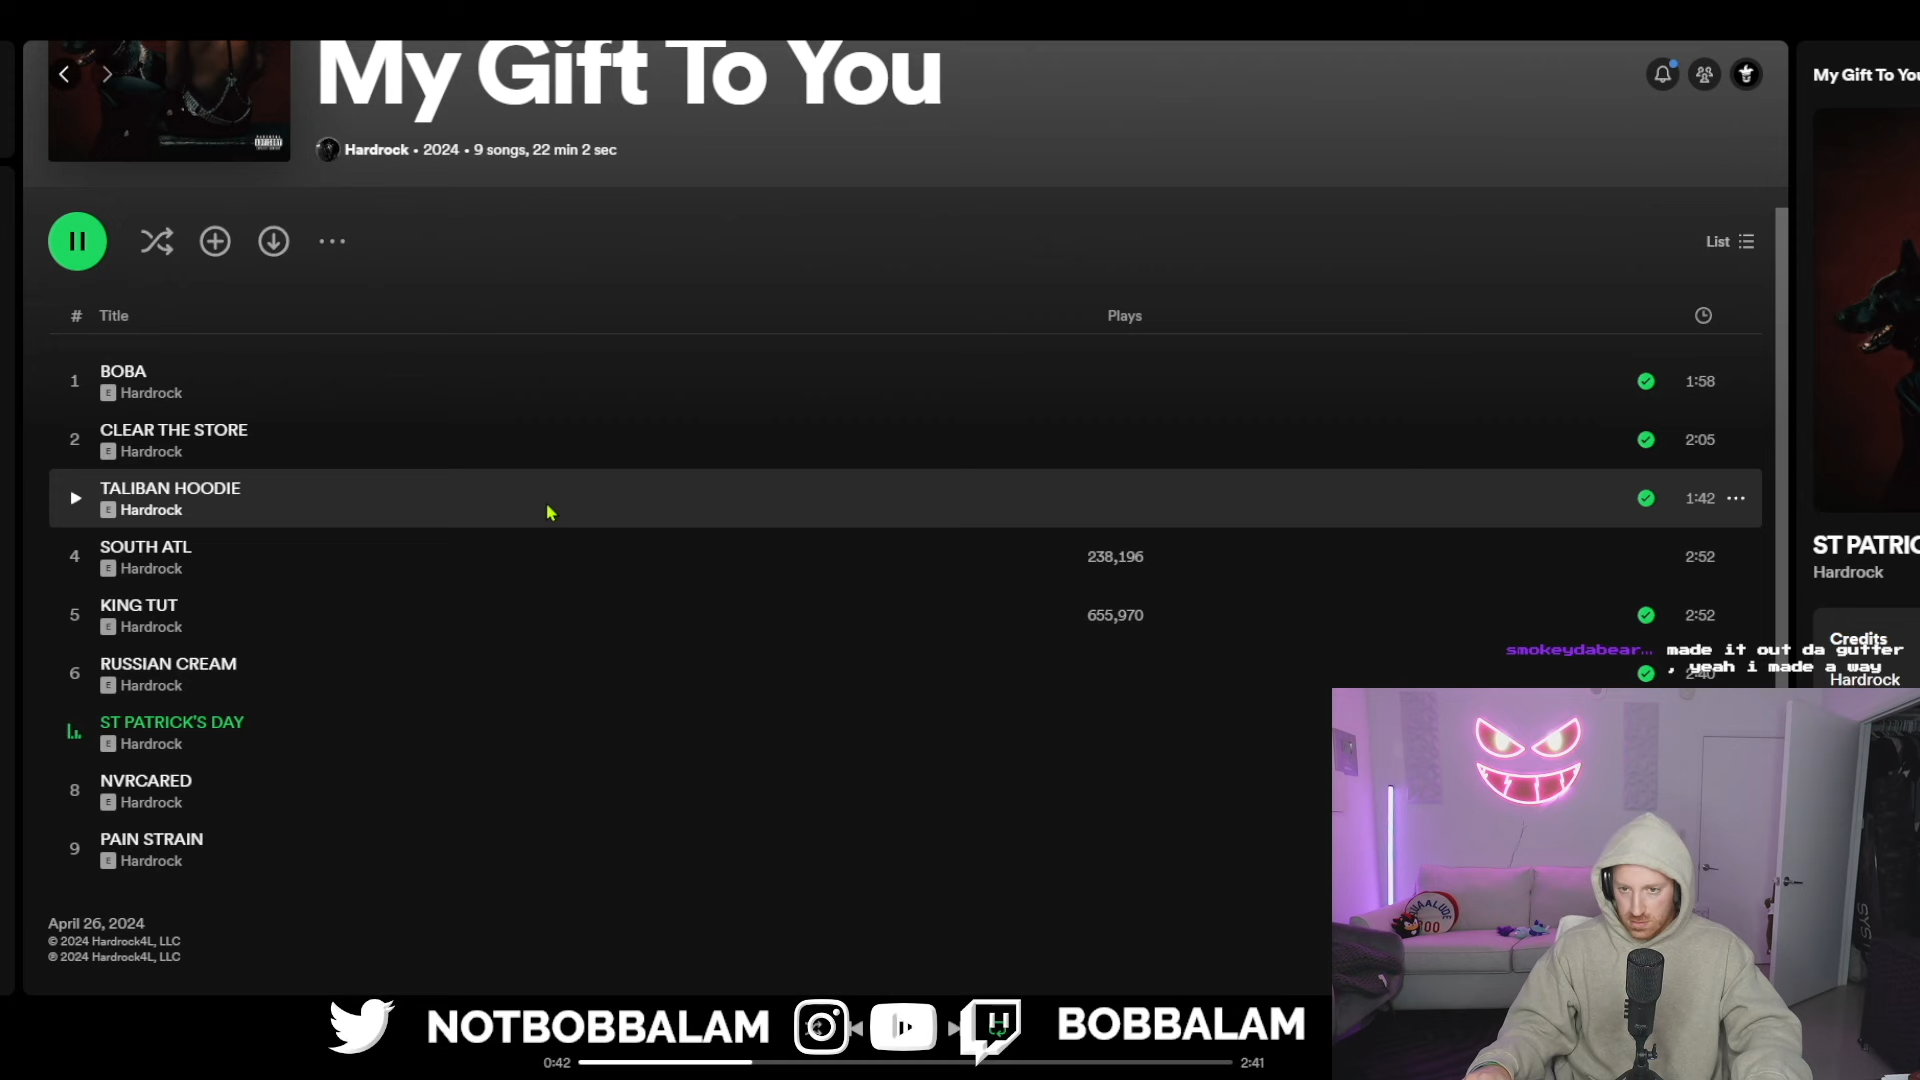 My Gift To You
Hardrock • 2024 • 9 songs, 22 min 2 sec
My Gift To You
List
# Title Plays
1 BOBA 1:58
E Hardrock
2 CLEAR THE STORE 2:05
E Hardrock
TALIBAN HOODIE 1:42
E Hardrock
4 SOUTH ATL 238,196 2:52
E Hardrock
5 KING TUT 655,970 2:52
E Hardrock
6 RUSSIAN CREAM 2:40
E Hardrock
ST PATRICK'S DAY
E Hardrock
8 NVRCARED
E Hardrock
9 PAIN STRAIN
E Hardrock
April 26, 2024
© 2024 Hardrock4L, LLC
℗ 2024 Hardrock4L, LLC
ST PATRIC
Hardrock
Credits
Hardrock
smokeydabear... made it out da gutter
, yeah i made a way
NOTBOBBALAM BOBBALAM
0:42 2:41